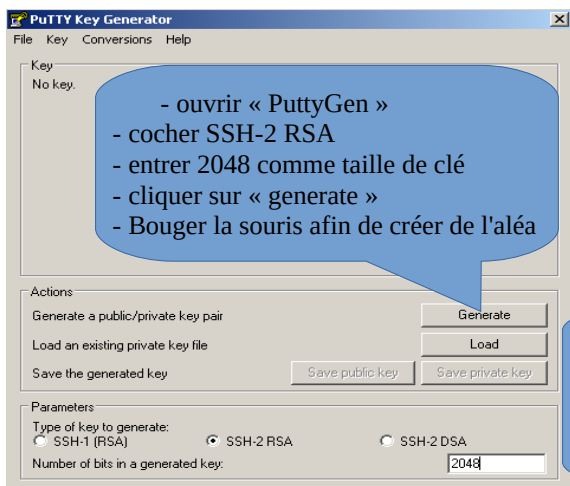 PuTTY Key Generator
File Key Conversions Help
Key
No key.
- ouvrir « PuttyGen »
- cocher SSH-2 RSA
- entrer 2048 comme taille de clé
- cliquer sur « generate »
- Bouger la souris afin de créer de l'aléa
Actions
Generate a public/private key pair Generate
Load an existing private key file Load
Save the generated key Save public key Save private key
Parameters
Type of key to generate:
SSH-1 (RSA) SSH-2 RSA SSH-2 DSA
Number of bits in a generated key: 2048